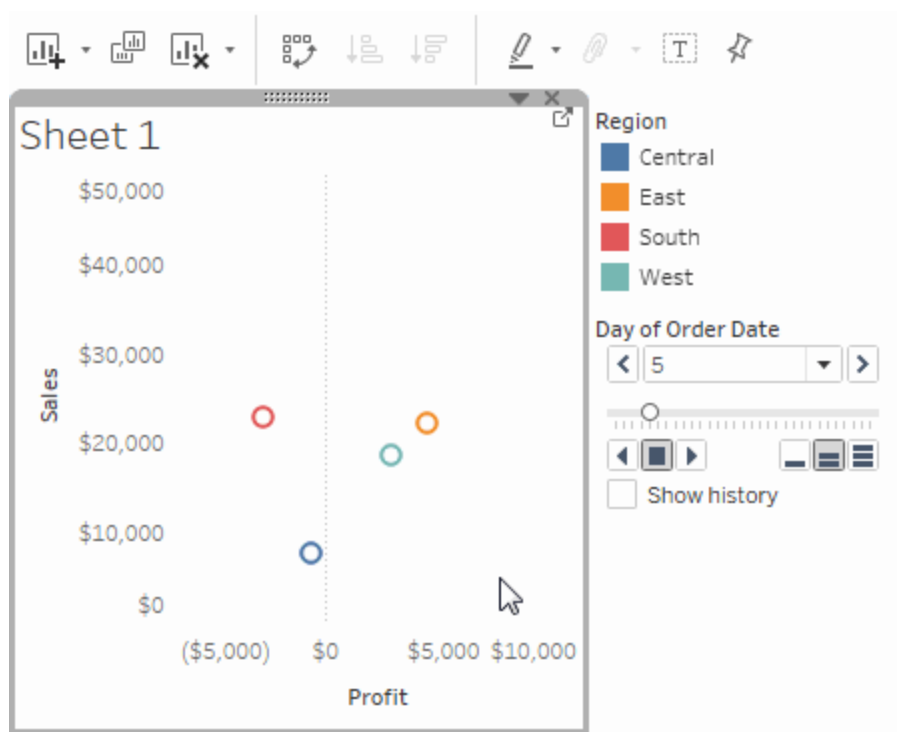 T
Sheet 1
$50,000
$40,000
$30,000
$20,000
$10,000
$0
Sales
($5,000) $0 $5,000 $10,000
Profit
Region
Central
East
South
West
Day of Order Date
5
Show history